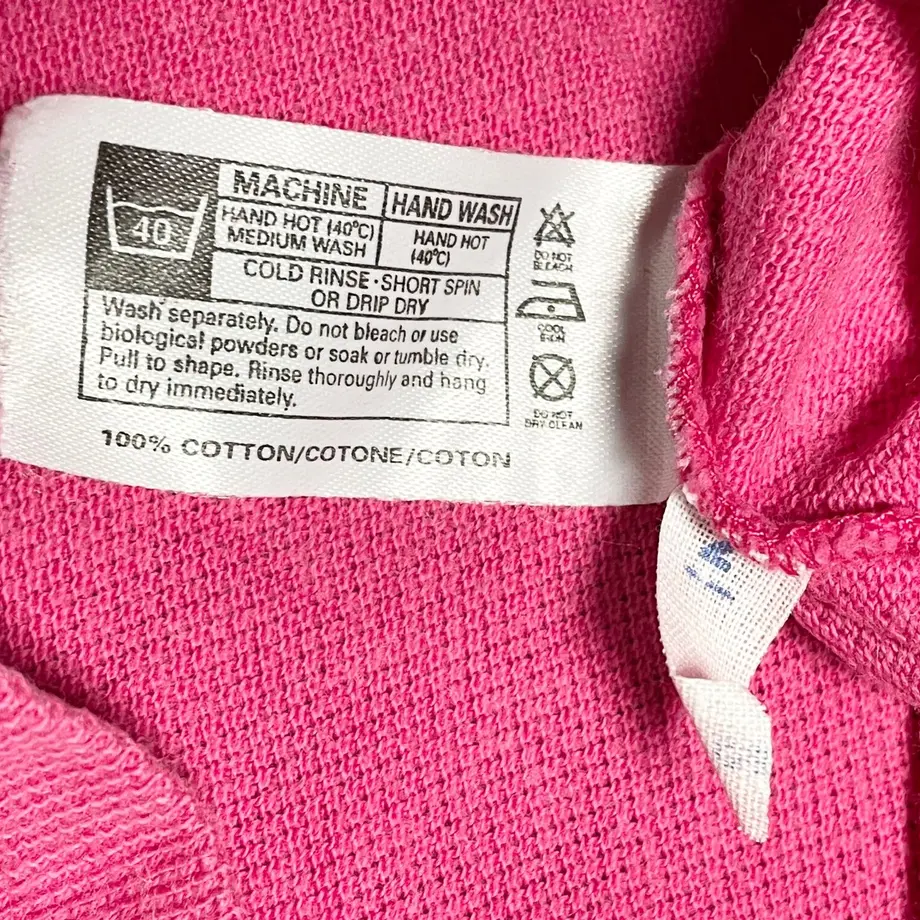 40
MACHINE
HAND HOT (40°C)
MEDIUM WASH
HAND WASH
HAND HOT
(40°C)
COLD RINSE·SHORT SPIN
OR DRIP DRY
Wash separately. Do not bleach or use
biological powders or soak or tumble dry.
Pull to shape. Rinse thoroughly and hang
to dry immediately.
DO NOT
BLEACH
COOL
IRON
DO NOT
DRY CLEAN
100% COTTON/COTONE/COTON